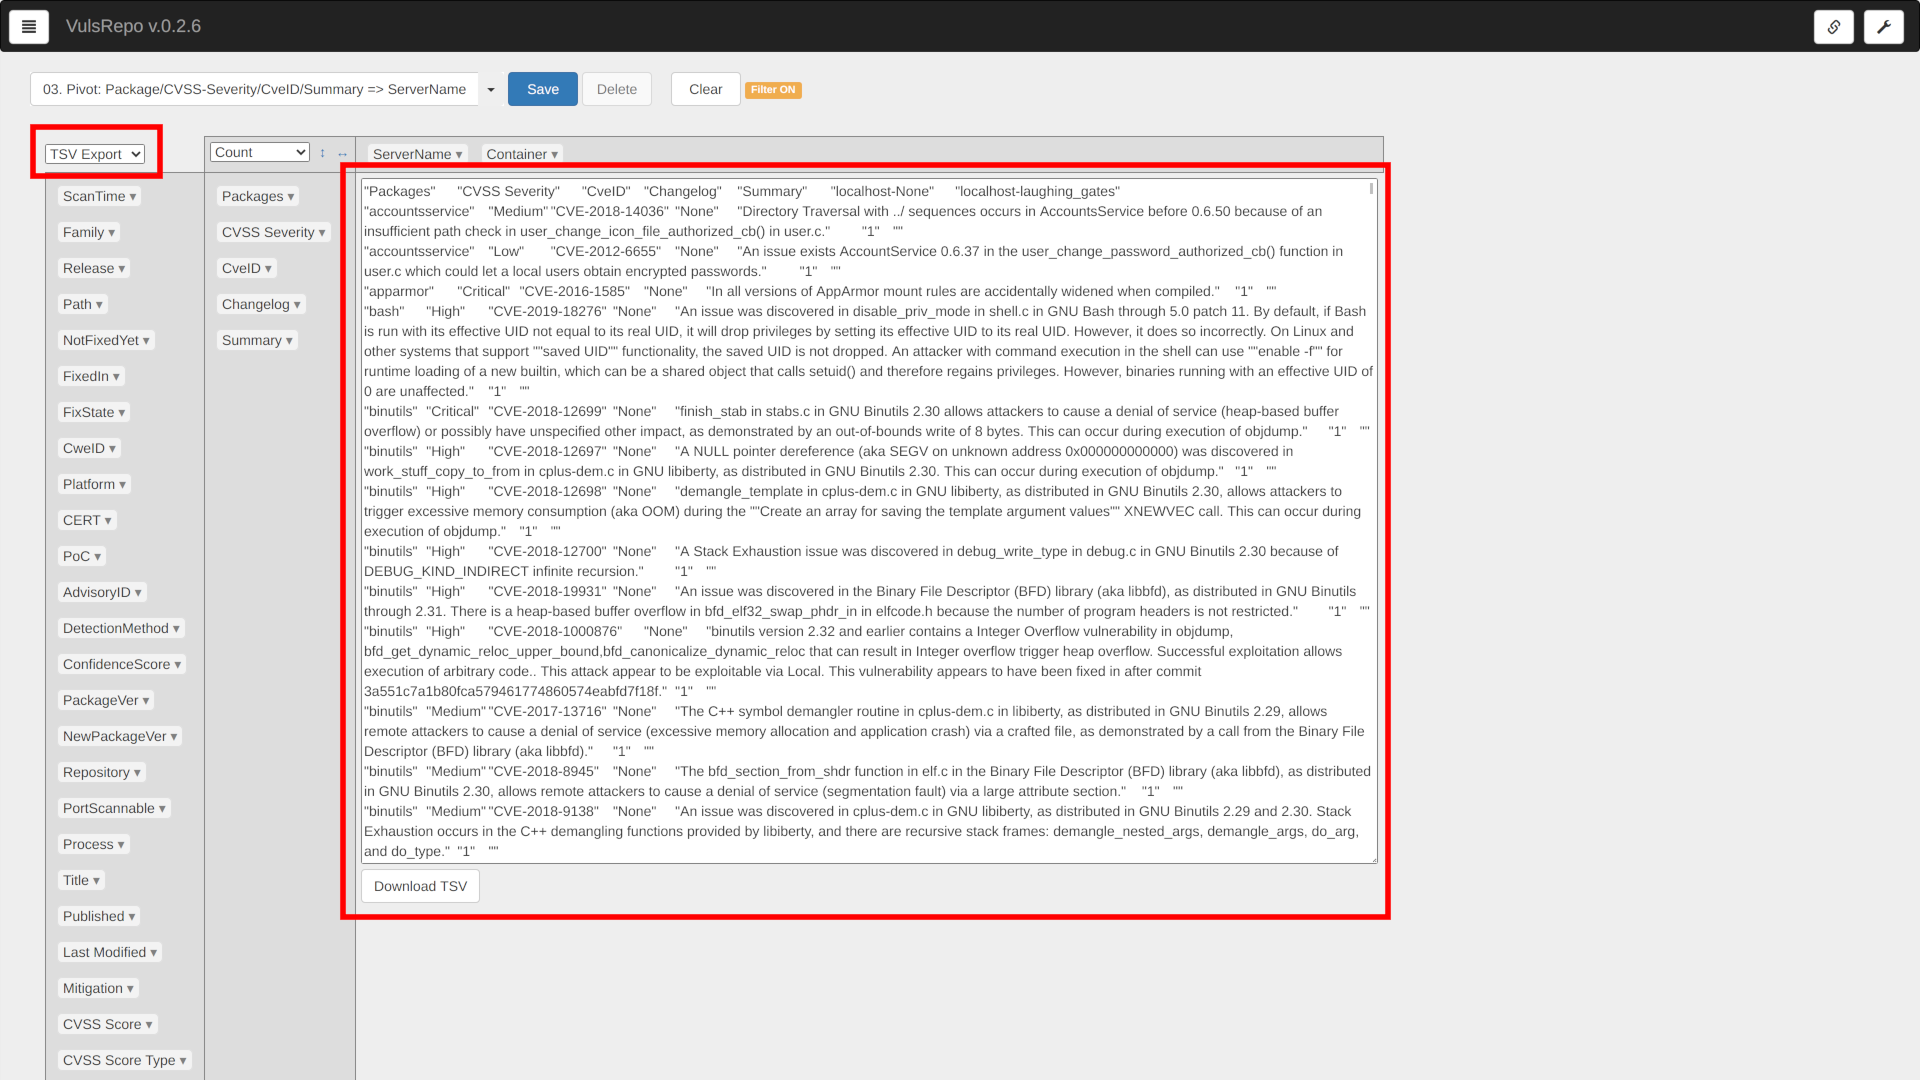 VulsRepo v.0.2.6
03. Pivot: Package/CVSS-Severity/CveID/Summary => ServerName
Save
Delete
Clear
Filter ON
TSV Export
Count
↕ ↔
ServerName ▾
Container ▾
ScanTime ▾
Family ▾
Release ▾
Path ▾
NotFixedYet ▾
FixedIn ▾
FixState ▾
CweID ▾
Platform ▾
CERT ▾
PoC ▾
AdvisoryID ▾
DetectionMethod ▾
ConfidenceScore ▾
PackageVer ▾
NewPackageVer ▾
Repository ▾
PortScannable ▾
Process ▾
Title ▾
Published ▾
Last Modified ▾
Mitigation ▾
CVSS Score ▾
CVSS Score Type ▾
Packages ▾
CVSS Severity ▾
CveID ▾
Changelog ▾
Summary ▾
"Packages" "CVSS Severity" "CveID" "Changelog" "Summary" "localhost-None" "localhost-laughing_gates"
"accountsservice" "Medium" "CVE-2018-14036" "None" "Directory Traversal with ../ sequences occurs in AccountsService before 0.6.50 because of an
insufficient path check in user_change_icon_file_authorized_cb() in user.c." "1" ""
"accountsservice" "Low" "CVE-2012-6655" "None" "An issue exists AccountService 0.6.37 in the user_change_password_authorized_cb() function in
user.c which could let a local users obtain encrypted passwords." "1" ""
"apparmor" "Critical" "CVE-2016-1585" "None" "In all versions of AppArmor mount rules are accidentally widened when compiled." "1" ""
"bash" "High" "CVE-2019-18276" "None" "An issue was discovered in disable_priv_mode in shell.c in GNU Bash through 5.0 patch 11. By default, if Bash
is run with its effective UID not equal to its real UID, it will drop privileges by setting its effective UID to its real UID. However, it does so incorrectly. On Linux and
other systems that support ""saved UID"" functionality, the saved UID is not dropped. An attacker with command execution in the shell can use ""enable -f"" for
runtime loading of a new builtin, which can be a shared object that calls setuid() and therefore regains privileges. However, binaries running with an effective UID of
0 are unaffected." "1" ""
"binutils" "Critical" "CVE-2018-12699" "None" "finish_stab in stabs.c in GNU Binutils 2.30 allows attackers to cause a denial of service (heap-based buffer
overflow) or possibly have unspecified other impact, as demonstrated by an out-of-bounds write of 8 bytes. This can occur during execution of objdump." "1" ""
"binutils" "High" "CVE-2018-12697" "None" "A NULL pointer dereference (aka SEGV on unknown address 0x000000000000) was discovered in
work_stuff_copy_to_from in cplus-dem.c in GNU libiberty, as distributed in GNU Binutils 2.30. This can occur during execution of objdump." "1" ""
"binutils" "High" "CVE-2018-12698" "None" "demangle_template in cplus-dem.c in GNU libiberty, as distributed in GNU Binutils 2.30, allows attackers to
trigger excessive memory consumption (aka OOM) during the ""Create an array for saving the template argument values"" XNEWVEC call. This can occur during
execution of objdump." "1" ""
"binutils" "High" "CVE-2018-12700" "None" "A Stack Exhaustion issue was discovered in debug_write_type in debug.c in GNU Binutils 2.30 because of
DEBUG_KIND_INDIRECT infinite recursion." "1" ""
"binutils" "High" "CVE-2018-19931" "None" "An issue was discovered in the Binary File Descriptor (BFD) library (aka libbfd), as distributed in GNU Binutils
through 2.31. There is a heap-based buffer overflow in bfd_elf32_swap_phdr_in in elfcode.h because the number of program headers is not restricted." "1" ""
"binutils" "High" "CVE-2018-1000876" "None" "binutils version 2.32 and earlier contains a Integer Overflow vulnerability in objdump,
bfd_get_dynamic_reloc_upper_bound,bfd_canonicalize_dynamic_reloc that can result in Integer overflow trigger heap overflow. Successful exploitation allows
execution of arbitrary code.. This attack appear to be exploitable via Local. This vulnerability appears to have been fixed in after commit
3a551c7a1b80fca579461774860574eabfd7f18f." "1" ""
"binutils" "Medium" "CVE-2017-13716" "None" "The C++ symbol demangler routine in cplus-dem.c in libiberty, as distributed in GNU Binutils 2.29, allows
remote attackers to cause a denial of service (excessive memory allocation and application crash) via a crafted file, as demonstrated by a call from the Binary File
Descriptor (BFD) library (aka libbfd)." "1" ""
"binutils" "Medium" "CVE-2018-8945" "None" "The bfd_section_from_shdr function in elf.c in the Binary File Descriptor (BFD) library (aka libbfd), as distributed
in GNU Binutils 2.30, allows remote attackers to cause a denial of service (segmentation fault) via a large attribute section." "1" ""
"binutils" "Medium" "CVE-2018-9138" "None" "An issue was discovered in cplus-dem.c in GNU libiberty, as distributed in GNU Binutils 2.29 and 2.30. Stack
Exhaustion occurs in the C++ demangling functions provided by libiberty, and there are recursive stack frames: demangle_nested_args, demangle_args, do_arg,
and do_type." "1" ""
Download TSV